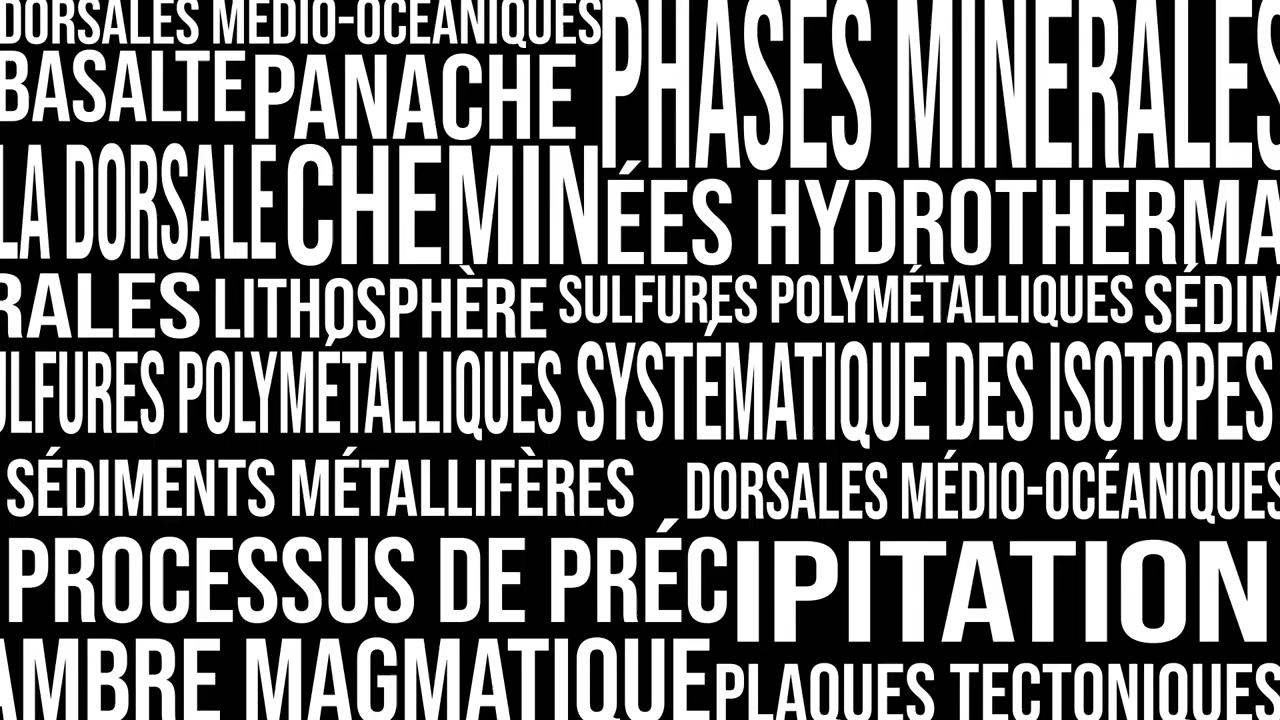 DORSALES MÉDIO-OCÉANIQUES PHASES MINÉRALES
BASALTE PANACHE
LA DORSALE CHEMINÉES HYDROTHERMA
RALES LITHOSPHÈRE SULFURES POLYMÉTALLIQUES SÉDIM
ULFURES POLYMÉTALLIQUES SYSTÉMATIQUE DES ISOTOPES
SÉDIMENTS MÉTALLIFÈRES DORSALES MÉDIO-OCÉANIQUES
PROCESSUS DE PRÉCIPITATION
AMBRE MAGMATIQUE PLAQUES TECTONIQUES